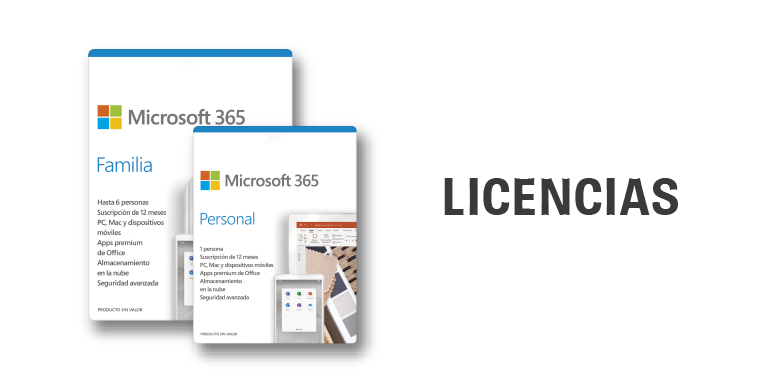 Microsoft 365
Familia
Hasta 6 personas
Suscripción de 12 meses
PC, Mac y dispositivos
móviles
Apps premium
de Office
Almacenamiento
en la nube
Seguridad avanzada
PRODUCTO SIN VALOR
Microsoft 365
Personal
1 persona
Suscripción de 12 meses
PC, Mac y dispositivos móviles
Apps premium de Office
Almacenamiento
en la nube
Seguridad avanzada
PRODUCTO SIN VALOR
LICENCIAS